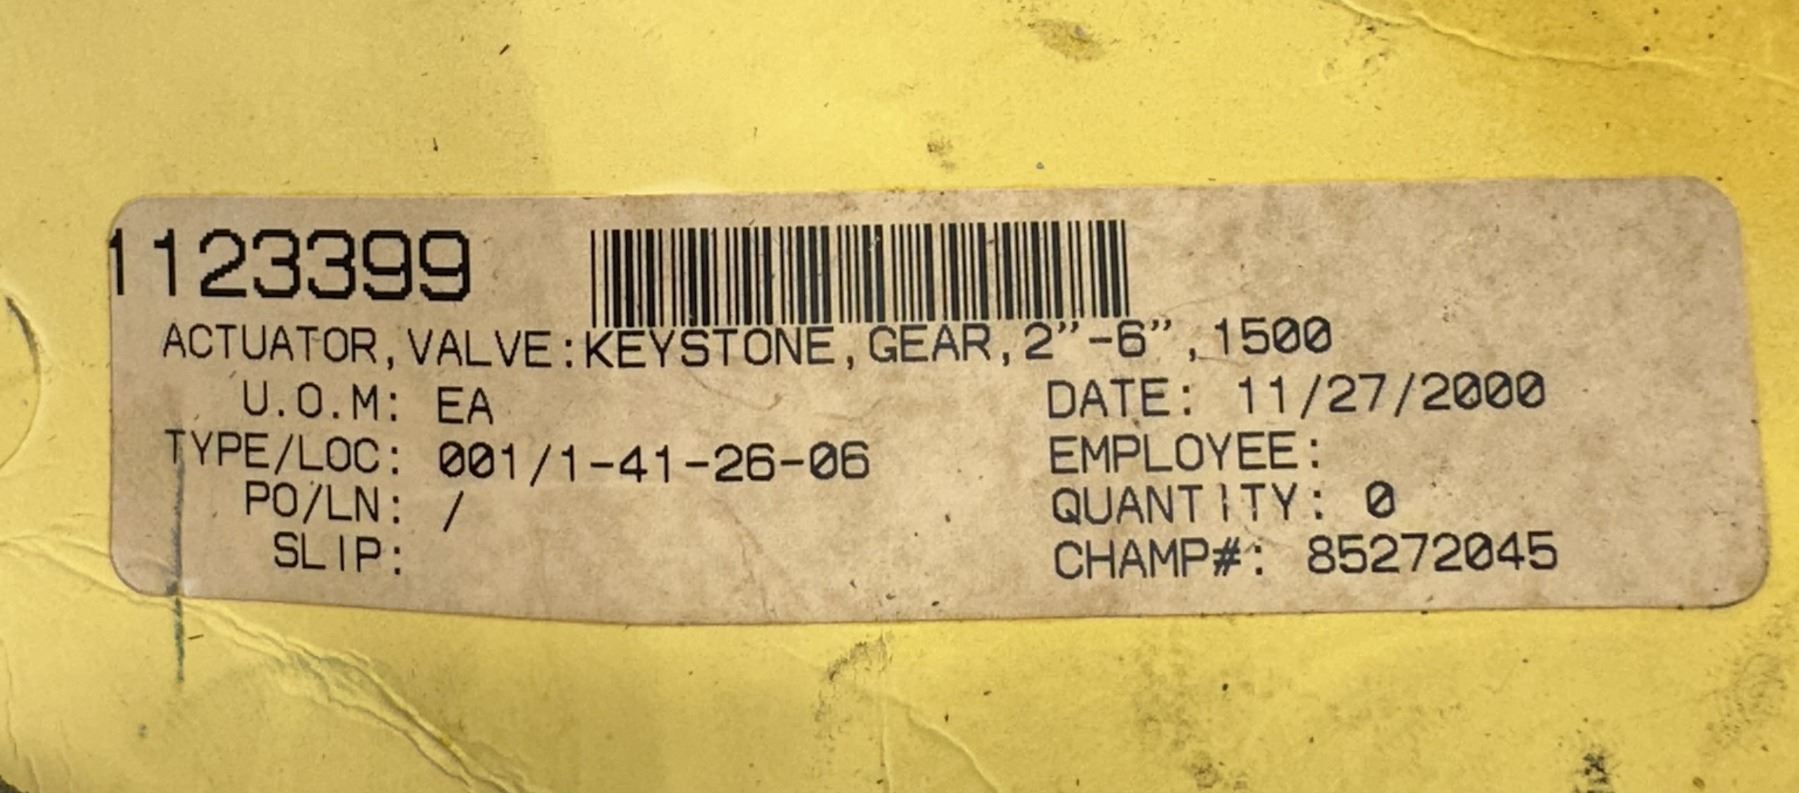 1123399
ACTUATOR,VALVE:KEYSTONE,GEAR,2"-6",1500
U.O.M: EA
DATE: 11/27/2000
TYPE/LOC: 001/1-41-26-06
EMPLOYEE:
PO/LN: /
QUANTITY: 0
SLIP:
CHAMP#: 85272045